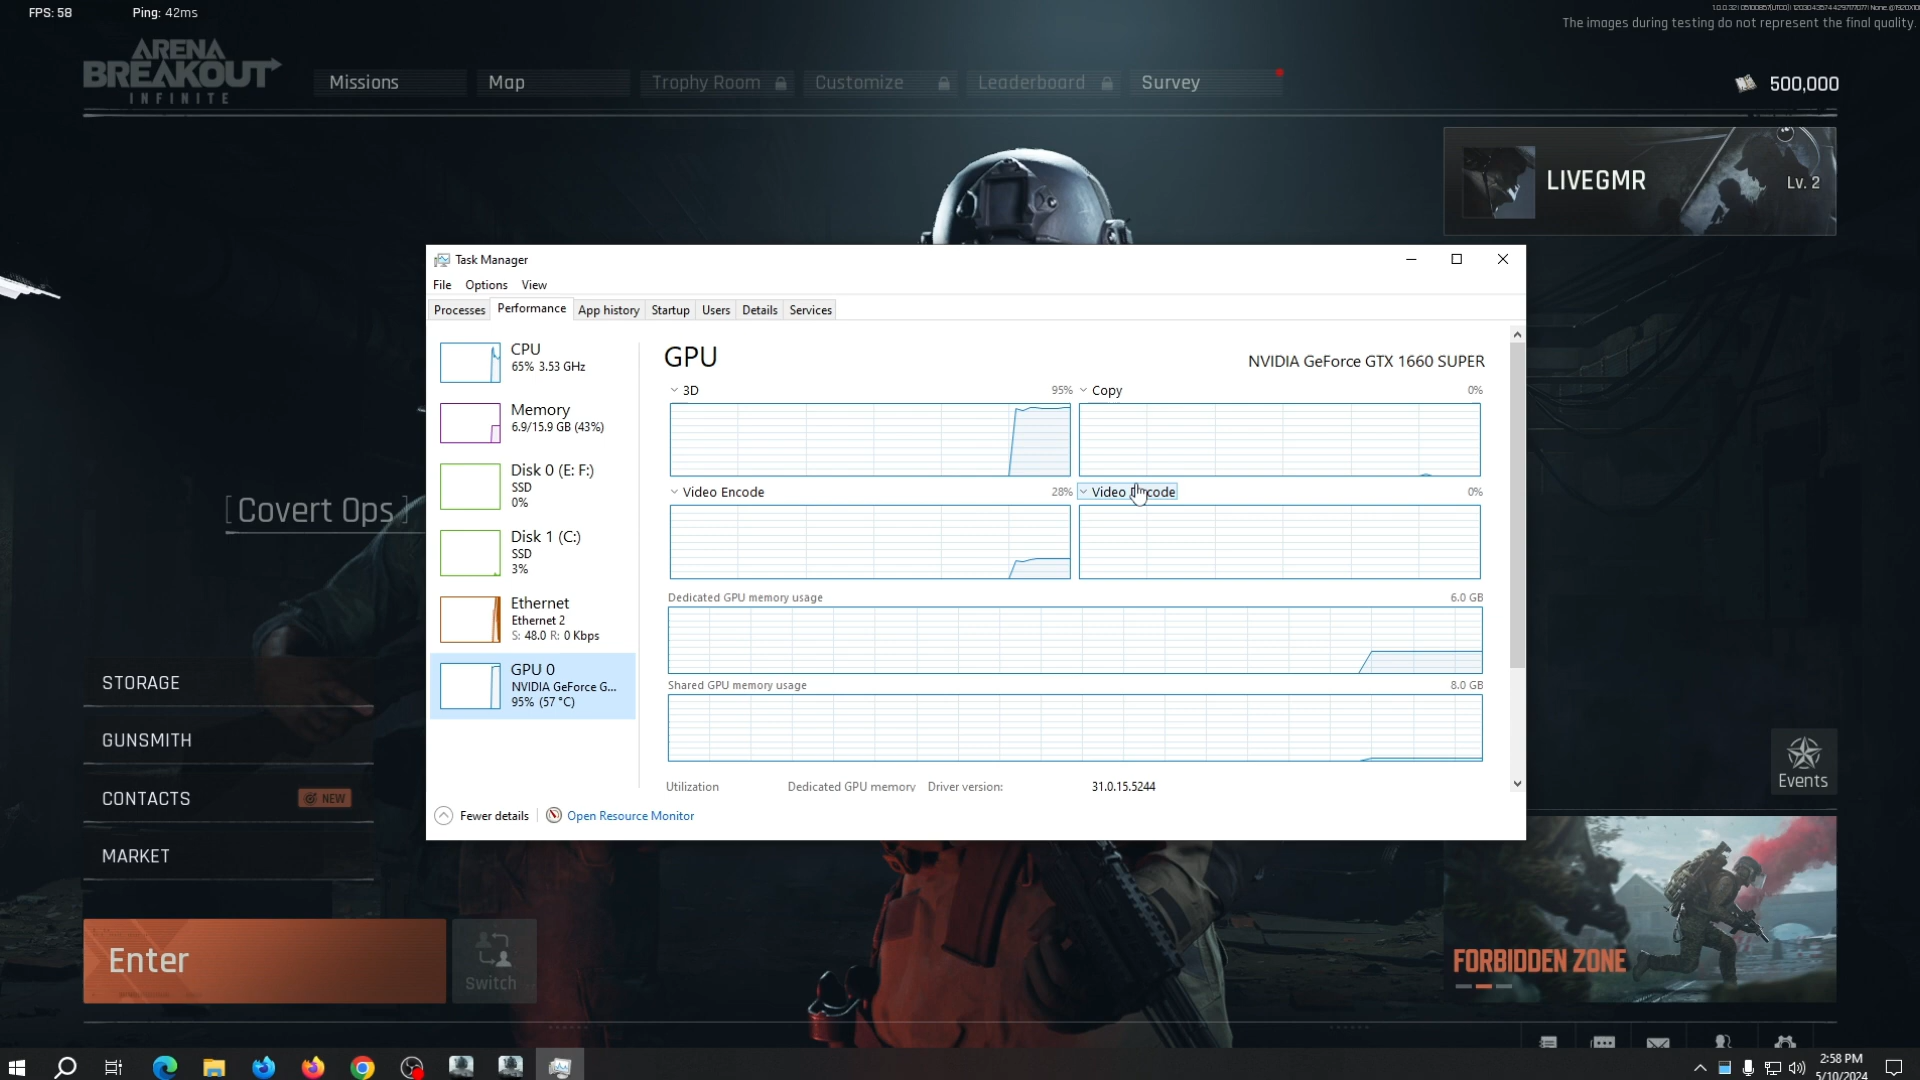 FPS: 58
Ping: 42ms
The images during testing do not represent the final quality.
ARENA
BREAKOUT
INFINITE
Missions
Map
Trophy Room
Customize
Leaderboard
Survey
500,000
LIVEGMR
Lv. 2
Task Manager
File Options View
Processes Performance App history Startup Users Details Services
CPU
65% 3.53 GHz
Memory
6.9/15.9 GB (43%)
Disk 0 (E: F:)
SSD
0%
Disk 1 (C:)
SSD
3%
Ethernet
Ethernet 2
S: 48.0 R: 0 Kbps
GPU 0
NVIDIA GeForce G...
95% (57 °C)
GPU
NVIDIA GeForce GTX 1660 SUPER
3D 95%
Copy 0%
Video Encode 28%
Video 0%
Dedicated GPU memory usage 6.0 GB
Shared GPU memory usage 8.0 GB
Utilization Dedicated GPU memory Driver version: 31.0.15.5244
Fewer details
Open Resource Monitor
[Covert Ops]
STORAGE
GUNSMITH
CONTACTS
NEW
MARKET
Enter
Switch
Events
FORBIDDEN ZONE
2:58 PM
5/10/2024